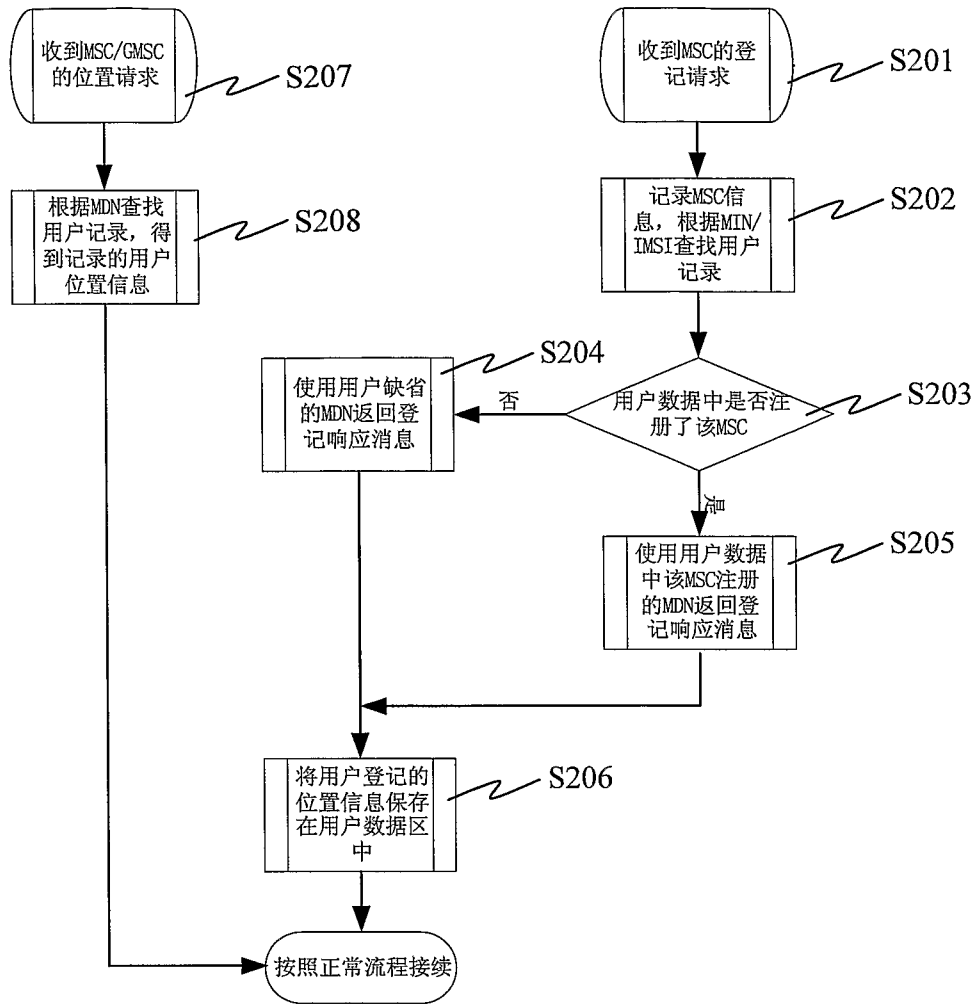 收到MSC/GMSC
的位置请求
S207
收到MSC的登
记请求
S201
根据MDN查找
用户记录，得
到记录的用户
位置信息
S208
记录MSC信
息，根据MIN/
IMSI查找用户
记录
S202
使用用户缺省
的MDN返回登
记响应消息
S204
否
用户数据中是否注
册了该MSC
S203
是
使用用户数据
中该MSC注册
的MDN返回登
记响应消息
S205
将用户登记的
位置信息保存
在用户数据区
中
S206
按照正常流程接续